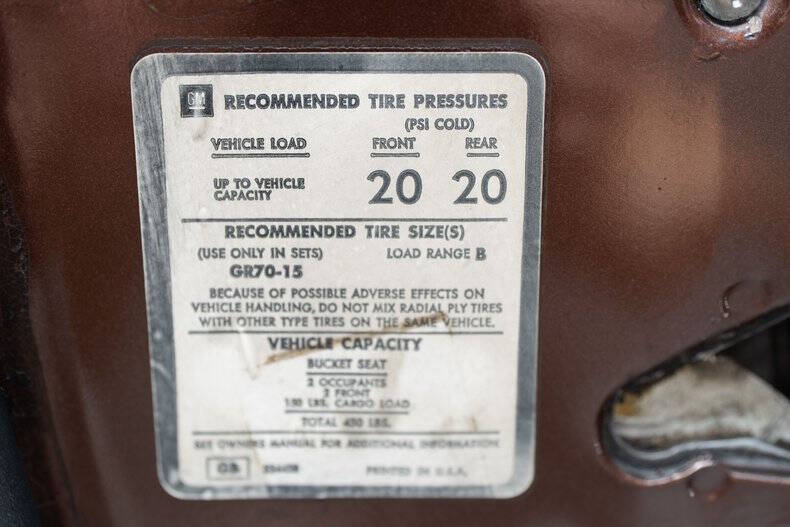 GM RECOMMENDED TIRE PRESSURES
(PSI COLD)
VEHICLE LOAD FRONT REAR
UP TO VEHICLE
CAPACITY 20 20
RECOMMENDED TIRE SIZE(S)
(USE ONLY IN SETS) LOAD RANGE B
GR70-15
BECAUSE OF POSSIBLE ADVERSE EFFECTS ON
VEHICLE HANDLING, DO NOT MIX RADIAL PLY TIRES
WITH OTHER TYPE TIRES ON THE SAME VEHICLE.
VEHICLE CAPACITY
BUCKET SEAT
2 OCCUPANTS
2 FRONT
LBS. CARGO LOAD
TOTAL LBS.
SEE OWNERS MANUAL FOR ADDITIONAL INFORMATION
PRINTED IN U.S.A.